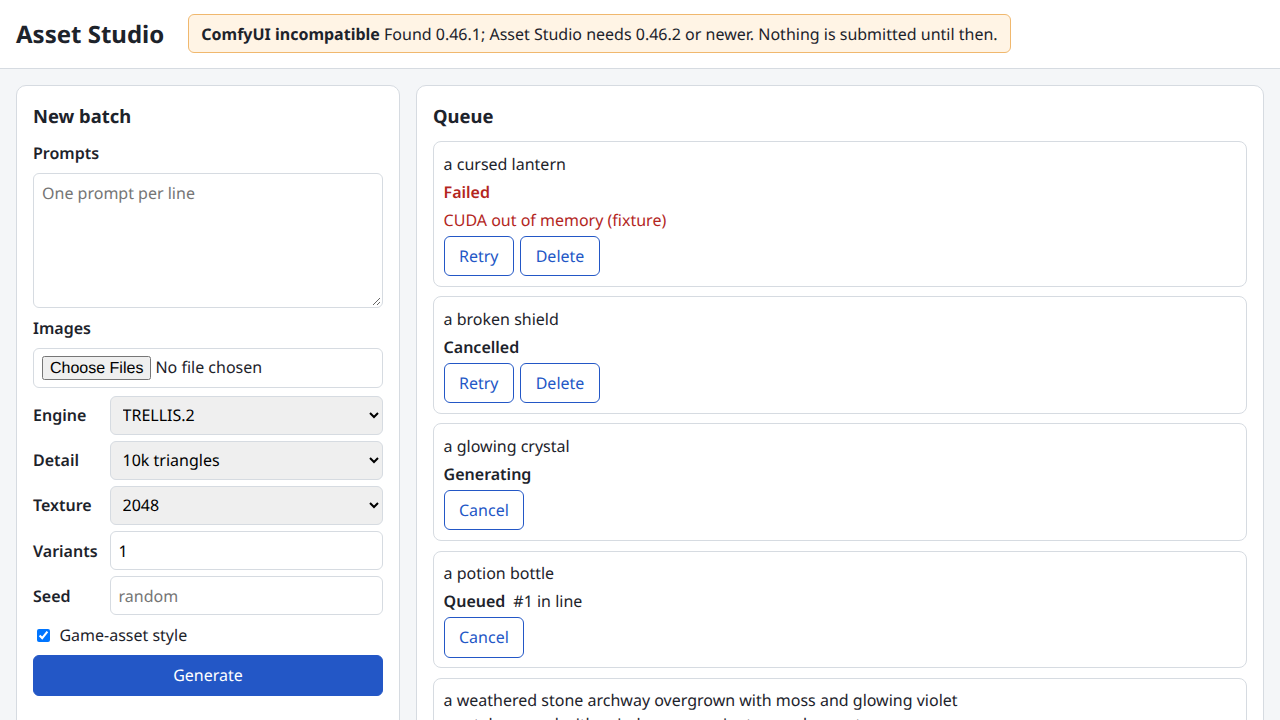 Asset Studio
ComfyUI incompatible Found 0.46.1; Asset Studio needs 0.46.2 or newer. Nothing is submitted until then.
New batch
Prompts
One prompt per line
Images
Choose Files No file chosen
Engine TRELLIS.2
Detail 10k triangles
Texture 2048
Variants 1
Seed random
Game-asset style
Generate
Queue
a cursed lantern
Failed
CUDA out of memory (fixture)
Retry Delete
a broken shield
Cancelled
Retry Delete
a glowing crystal
Generating
Cancel
a potion bottle
Queued #1 in line
Cancel
a weathered stone archway overgrown with moss and glowing violet